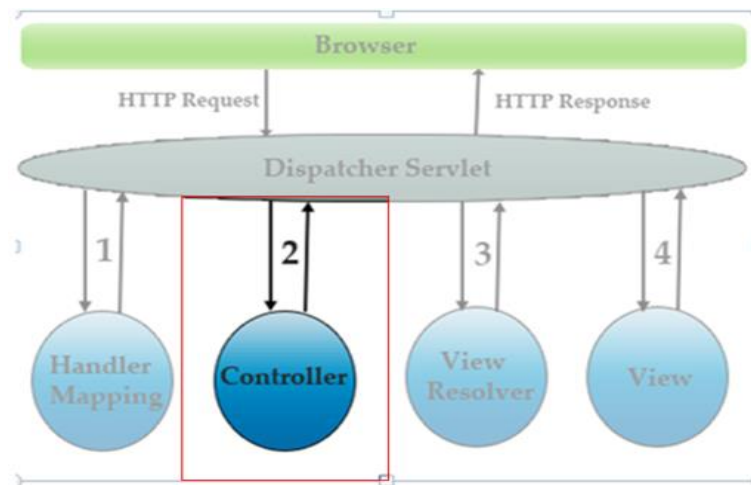 Browser
HTTP Request
HTTP Response
Dispatcher Servlet
1
2
3
4
Handler
Mapping
Controller
View
Resolver
View